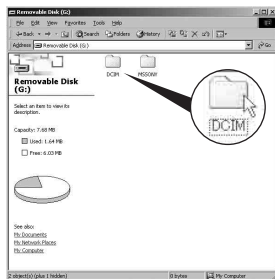 Removable Disk (G:)
File Edit View Favorites Tools Help
Back Search Folders History
Address Removable Disk (G:) Go
Removable Disk (G:)
DCIM MSSONY
Select an item to view its description.
Capacity: 7.68 MB
Used: 1.64 MB
Free: 6.03 MB
DCIM
See also:
My Documents
My Network Places
My Computer
2 object(s) (plus 1 hidden) 0 bytes My Computer